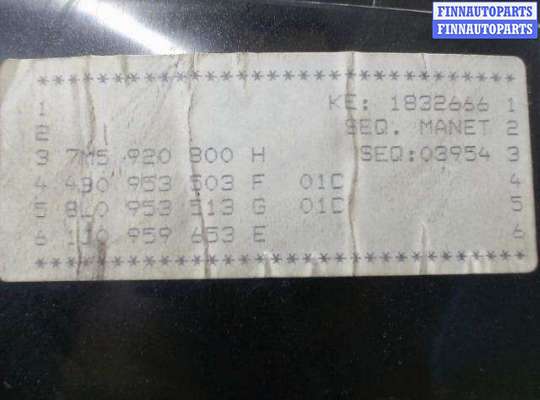 FINNAUTOPARTS
FINNAUTOPARTS
****************************
1 KE: 1832666 1
2 SEQ. MANET 2
3 7M5 920 800 H SEQ:03954 3
4 4B0 953 503 F 01C 4
5 8L0 953 513 G 01C 5
6 1J0 959 653 E 6
****************************